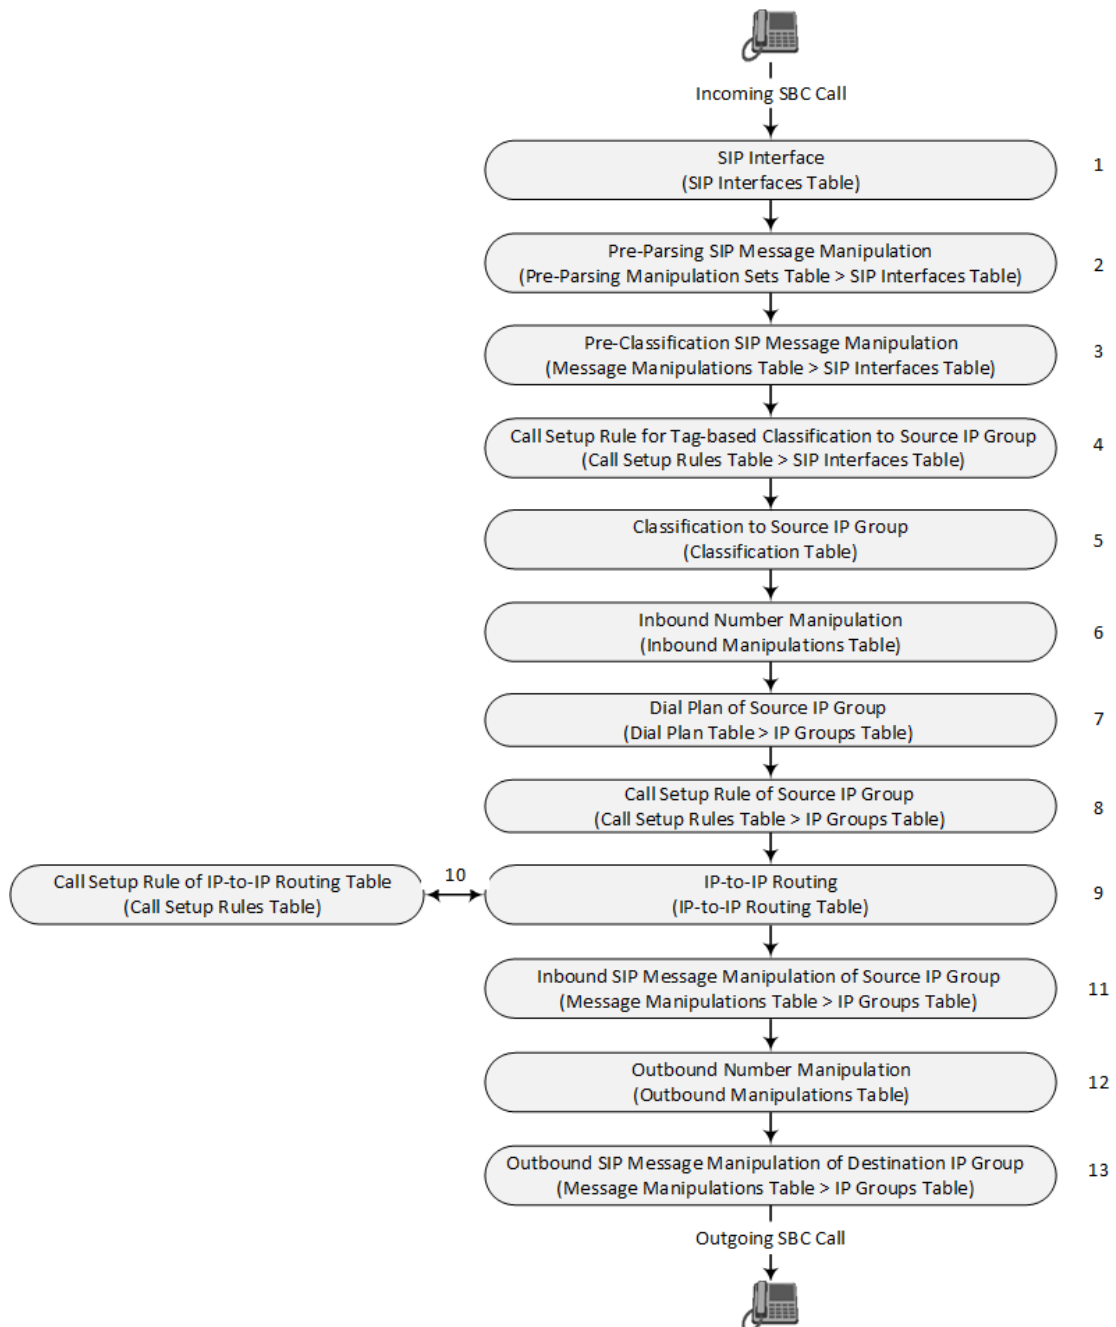 Incoming SBC Call
SIP Interface
(SIP Interfaces Table)
1
Pre-Parsing SIP Message Manipulation
(Pre-Parsing Manipulation Sets Table > SIP Interfaces Table)
2
Pre-Classification SIP Message Manipulation
(Message Manipulations Table > SIP Interfaces Table)
3
Call Setup Rule for Tag-based Classification to Source IP Group
(Call Setup Rules Table > SIP Interfaces Table)
4
Classification to Source IP Group
(Classification Table)
5
Inbound Number Manipulation
(Inbound Manipulations Table)
6
Dial Plan of Source IP Group
(Dial Plan Table > IP Groups Table)
7
Call Setup Rule of Source IP Group
(Call Setup Rules Table > IP Groups Table)
8
Call Setup Rule of IP-to-IP Routing Table
(Call Setup Rules Table)
10
IP-to-IP Routing
(IP-to-IP Routing Table)
9
Inbound SIP Message Manipulation of Source IP Group
(Message Manipulations Table > IP Groups Table)
11
Outbound Number Manipulation
(Outbound Manipulations Table)
12
Outbound SIP Message Manipulation of Destination IP Group
(Message Manipulations Table > IP Groups Table)
13
Outgoing SBC Call